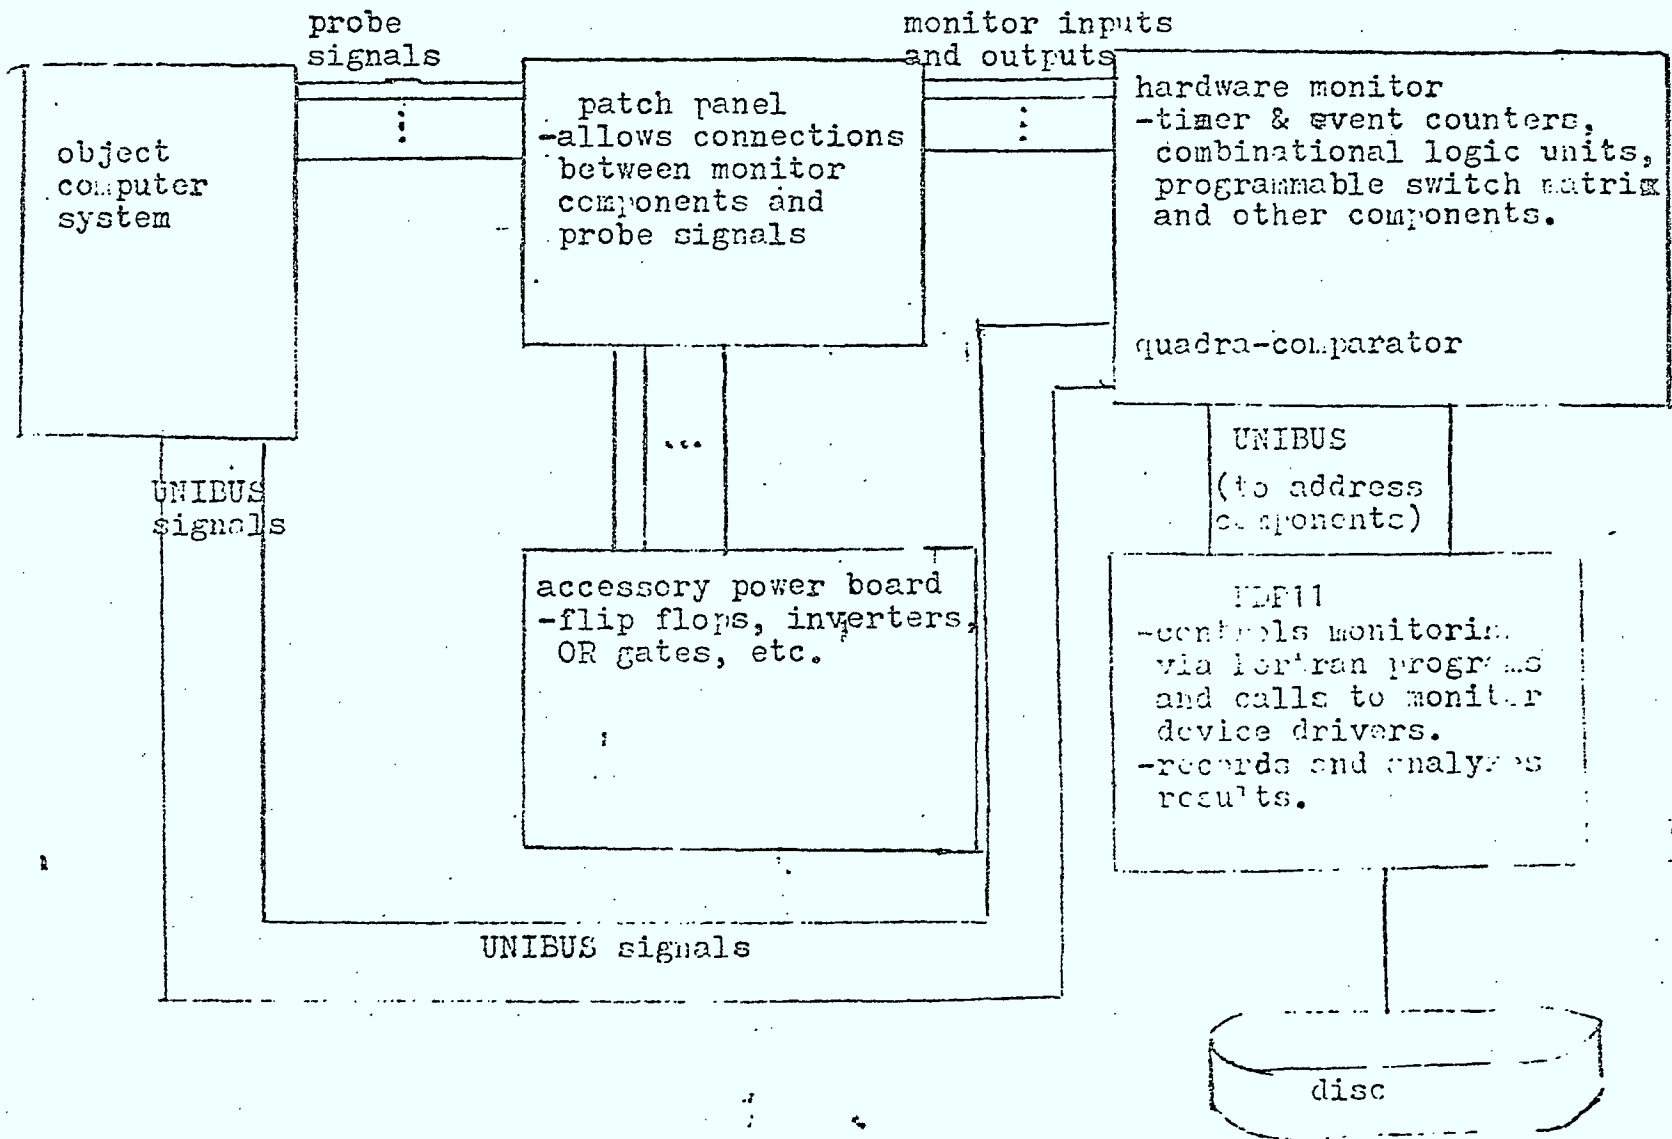 probe
signals
monitor inputs
and outputs
object
computer
system
patch panel
-allows connections
between monitor
components and
probe signals
hardware monitor
-timer & event counters,
combinational logic units,
programmable switch matrix
and other components.
quadra-comparator
UNIBUS
signals
UNIBUS
(to address
components)
accessory power board
-flip flops, inverters,
OR gates, etc.
PDP11
-controls monitoring
via Fortran programs
and calls to monitor
device drivers.
-records and analyzes
results.
UNIBUS signals
disc